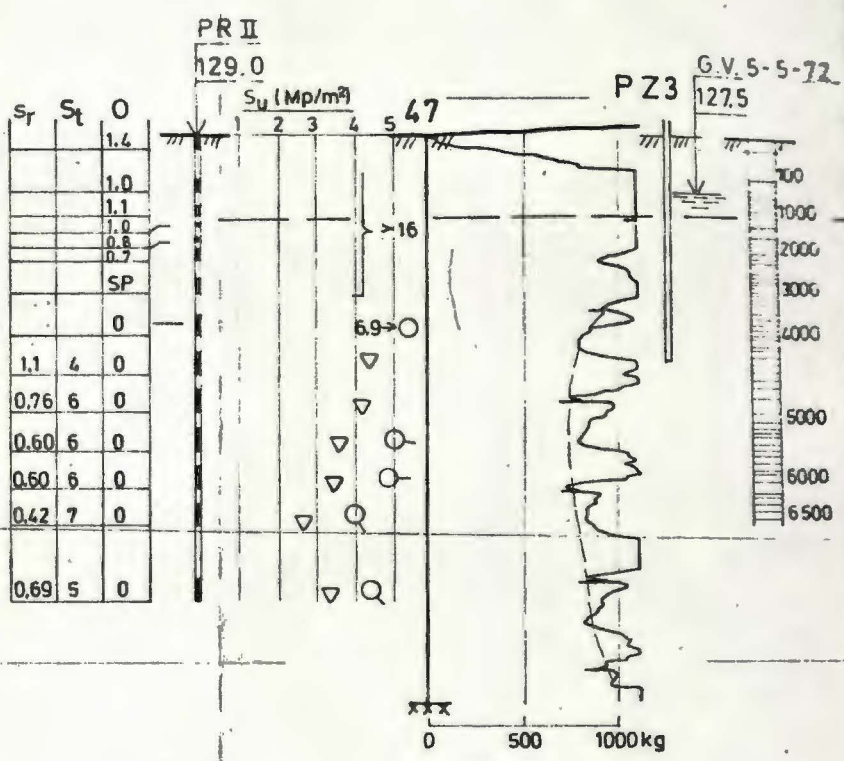 PR II
129.0
Su (Mp/m²)
47
PZ3
G.V. 5-5-72
127.5
Sr St O
1 2 3 4 5
1.4
1.0
1.1
1.0
0.8
0.7
SP
0
1.1 4 0
0.76 6 0
0.60 6 0
0.60 6 0
0.42 7 0
0.69 5 0
>16
6.9→
100
1000
2000
3000
4000
5000
6000
6500
0 500 1000 kg